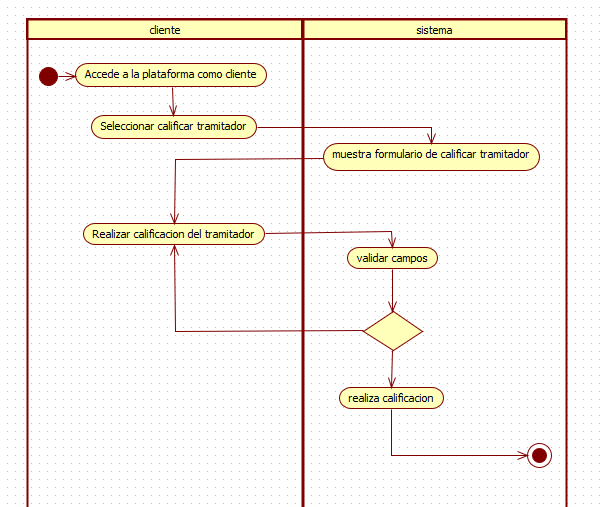 cliente
sistema
Accede a la plataforma como cliente
Seleccionar calificar tramitador
muestra formulario de calificar tramitador
Realizar calificacion del tramitador
validar campos
realiza calificacion